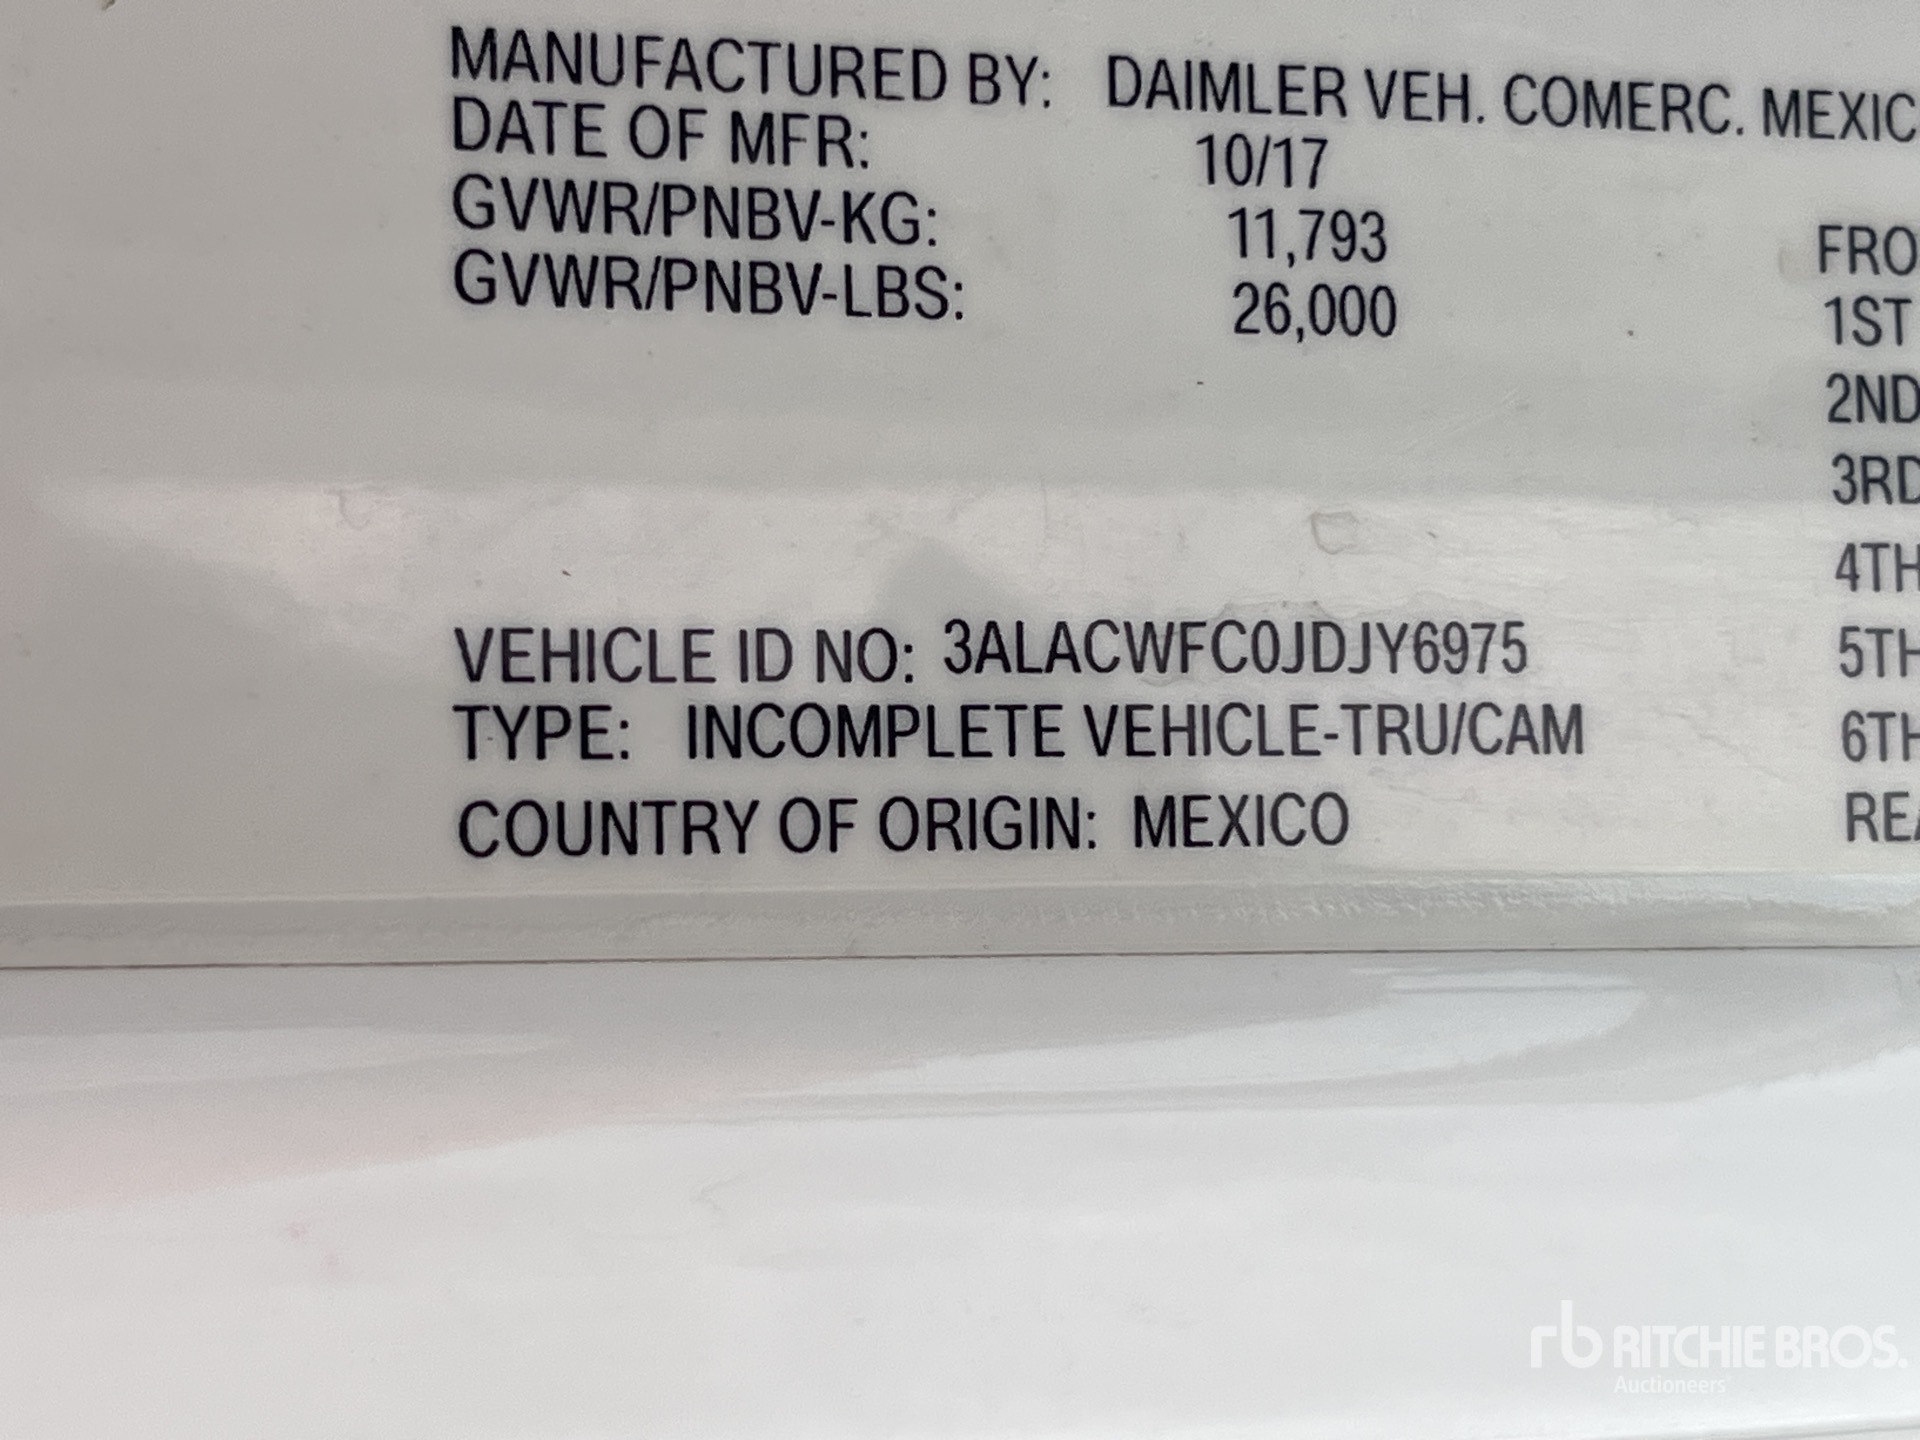 MANUFACTURED BY: DAIMLER VEH. COMERC. MEXIC
DATE OF MFR: 10/17
GVWR/PNBV-KG: 11,793
GVWR/PNBV-LBS: 26,000
FRO
1ST
2ND
3RD
4TH
5TH
6TH
REA
VEHICLE ID NO: 3ALACWFC0JDJY6975
TYPE: INCOMPLETE VEHICLE-TRU/CAM
COUNTRY OF ORIGIN: MEXICO
rb RITCHIE BROS.
Auctioneers